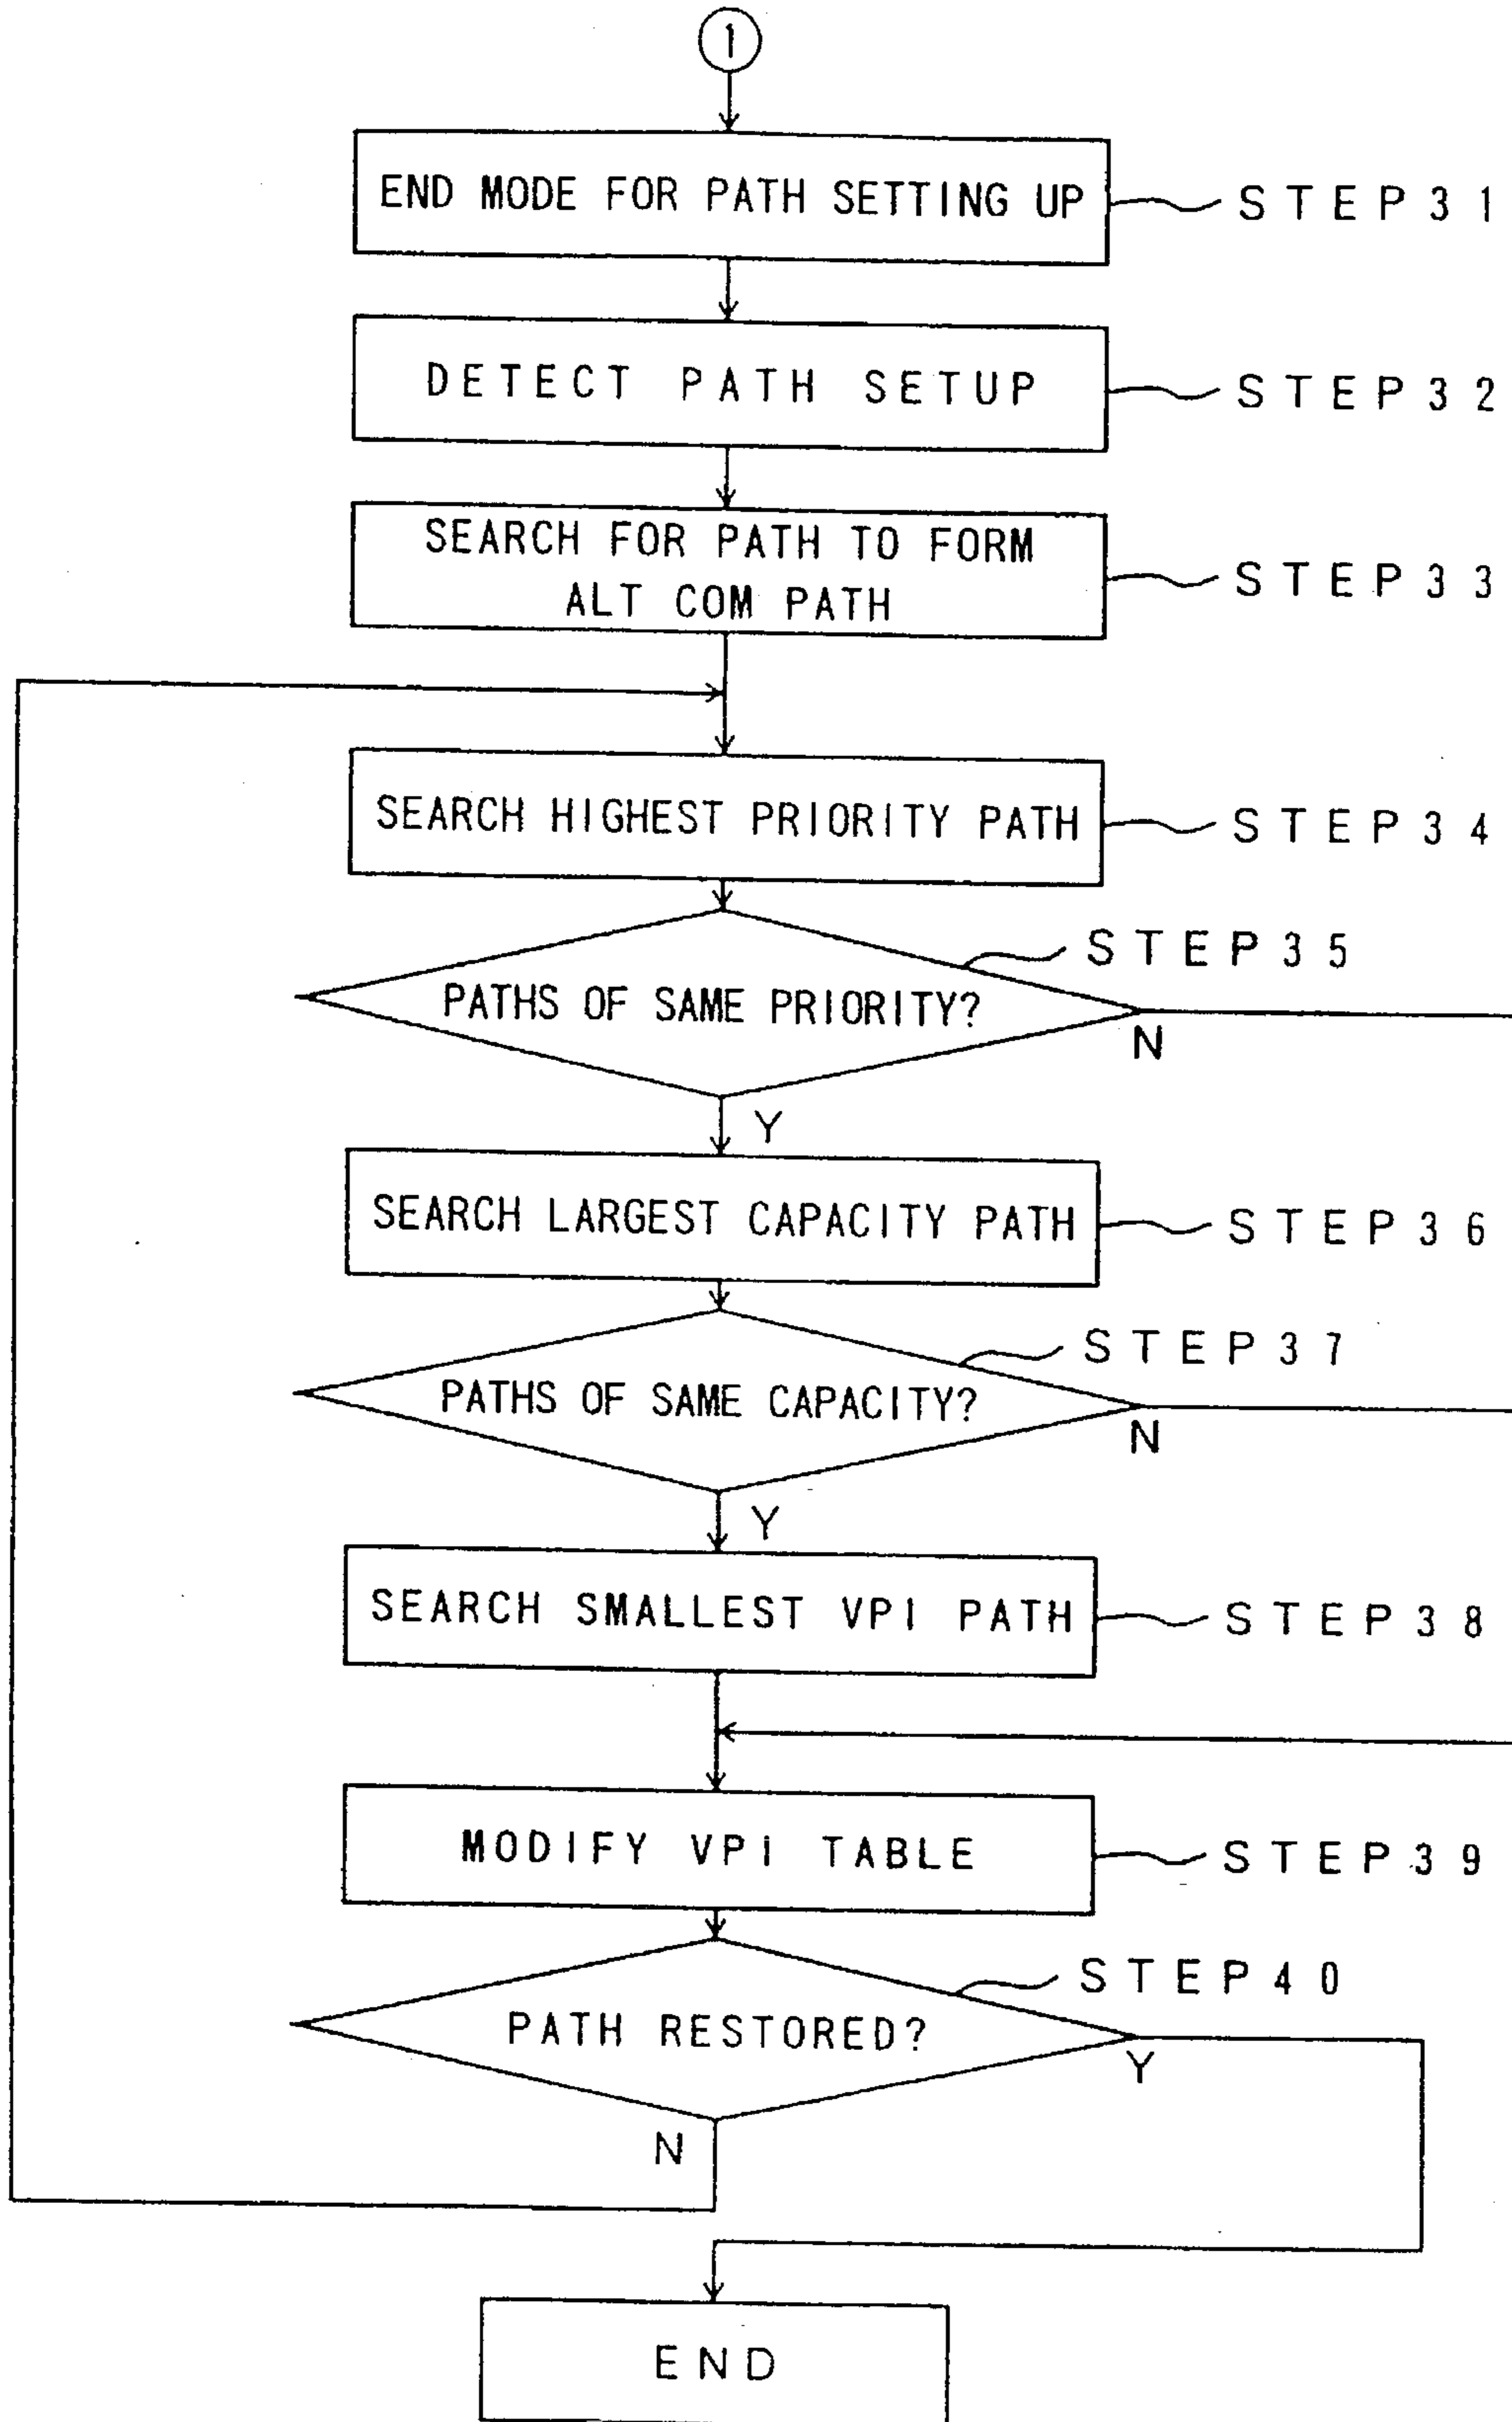 1
END MODE FOR PATH SETTING UP
STEP31
DETECT PATH SETUP
STEP32
SEARCH FOR PATH TO FORM
ALT COM PATH
STEP33
SEARCH HIGHEST PRIORITY PATH
STEP34
STEP35
PATHS OF SAME PRIORITY?
N
Y
SEARCH LARGEST CAPACITY PATH
STEP36
STEP37
PATHS OF SAME CAPACITY?
N
Y
SEARCH SMALLEST VPI PATH
STEP38
MODIFY VPI TABLE
STEP39
STEP40
PATH RESTORED?
Y
N
END